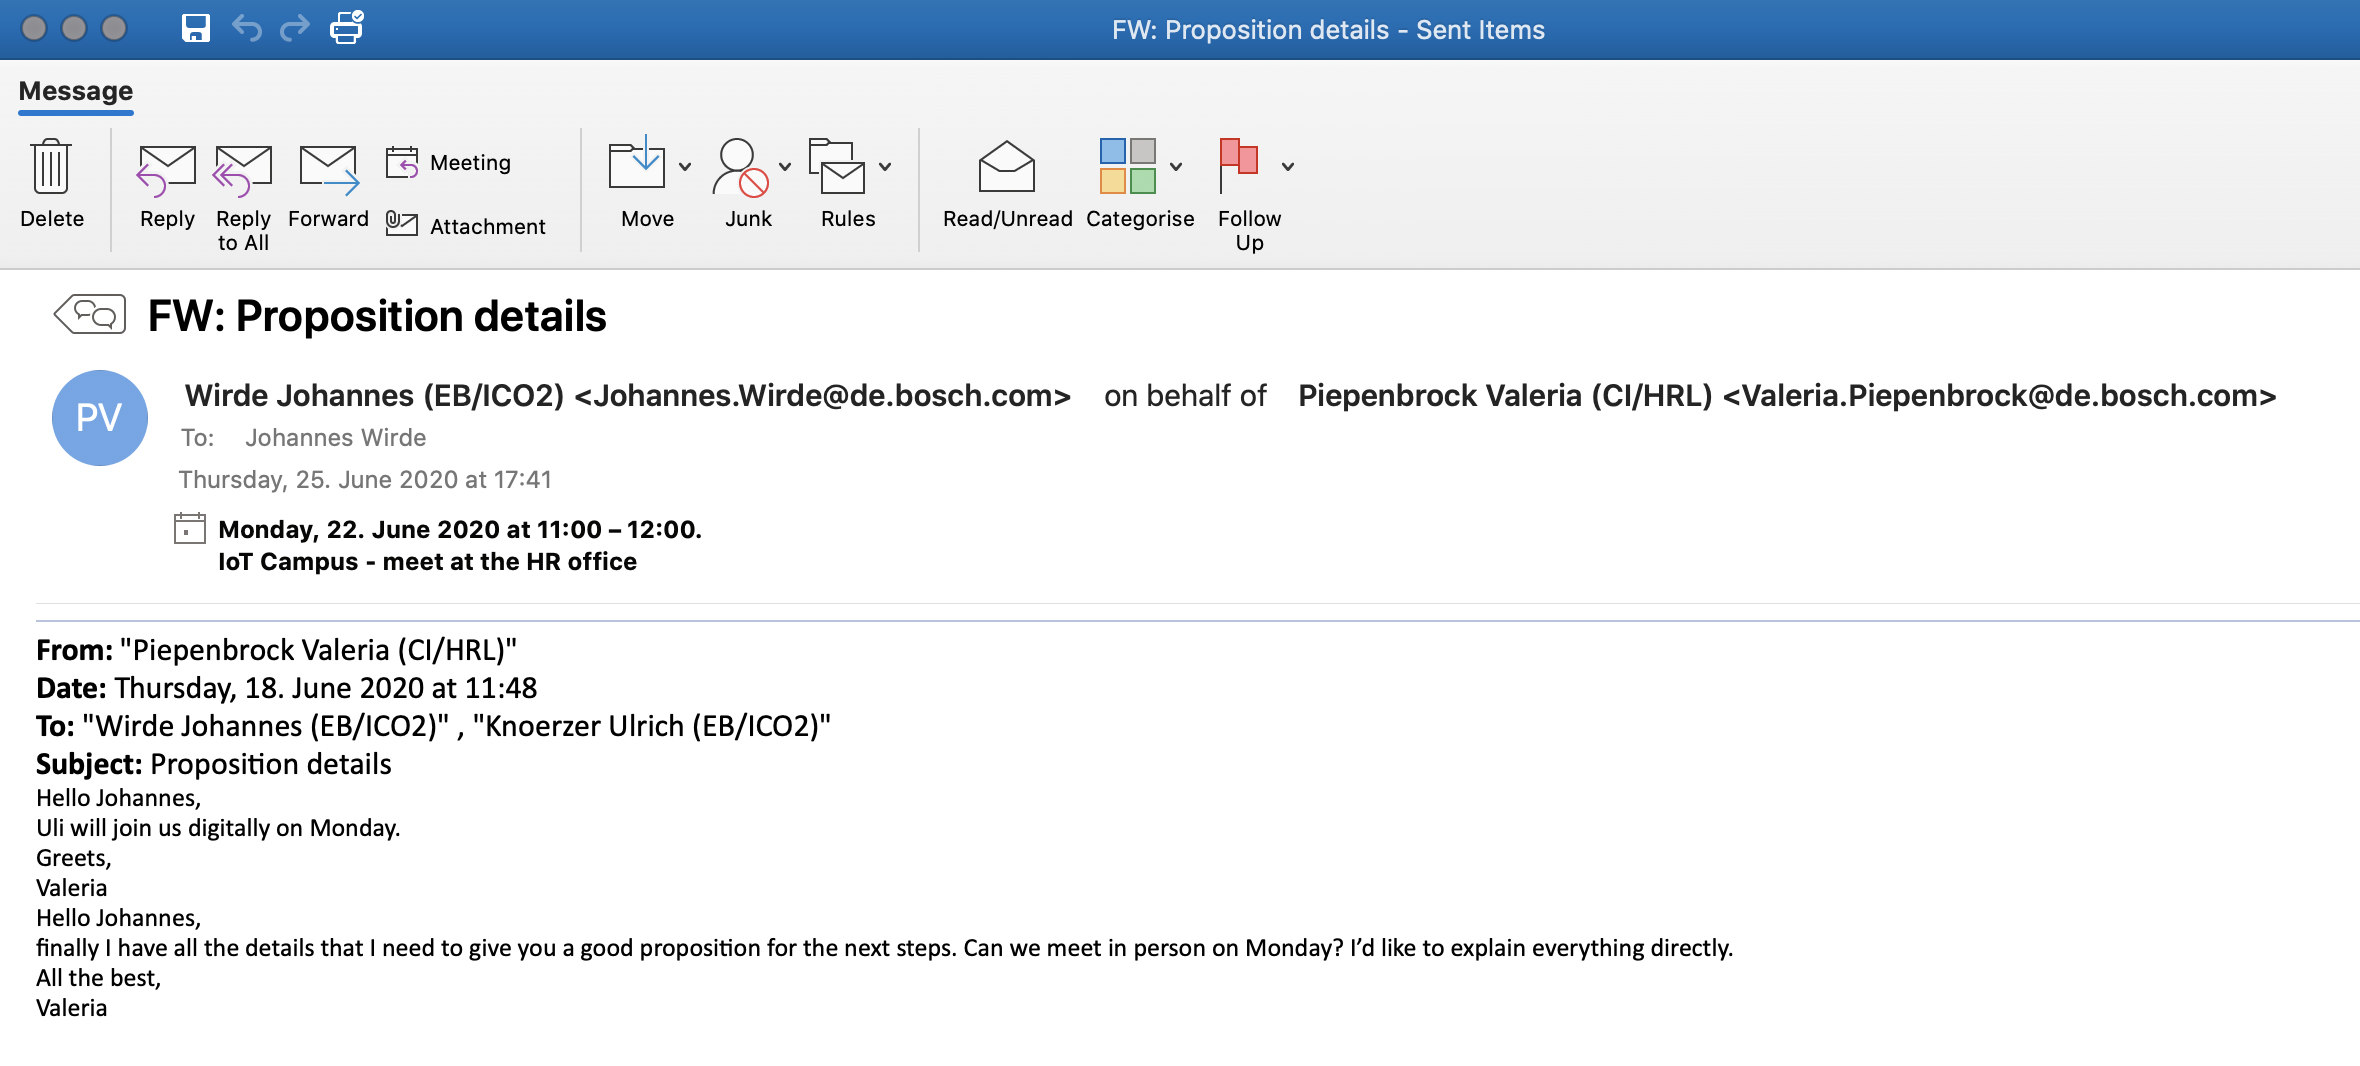 FW: Proposition details - Sent Items
Message
Delete
Reply
Reply to All
Forward
Meeting
Attachment
Move
Junk
Rules
Read/Unread
Categorise
Follow Up
FW: Proposition details
PV
Wirde Johannes (EB/ICO2) <Johannes.Wirde@de.bosch.com> on behalf of Piepenbrock Valeria (CI/HRL) <Valeria.Piepenbrock@de.bosch.com>
To: Johannes Wirde
Thursday, 25. June 2020 at 17:41
Monday, 22. June 2020 at 11:00 – 12:00.
IoT Campus - meet at the HR office
From: "Piepenbrock Valeria (CI/HRL)"
Date: Thursday, 18. June 2020 at 11:48
To: "Wirde Johannes (EB/ICO2)" , "Knoerzer Ulrich (EB/ICO2)"
Subject: Proposition details
Hello Johannes,
Uli will join us digitally on Monday.
Greets,
Valeria
Hello Johannes,
finally I have all the details that I need to give you a good proposition for the next steps. Can we meet in person on Monday? I’d like to explain everything directly.
All the best,
Valeria